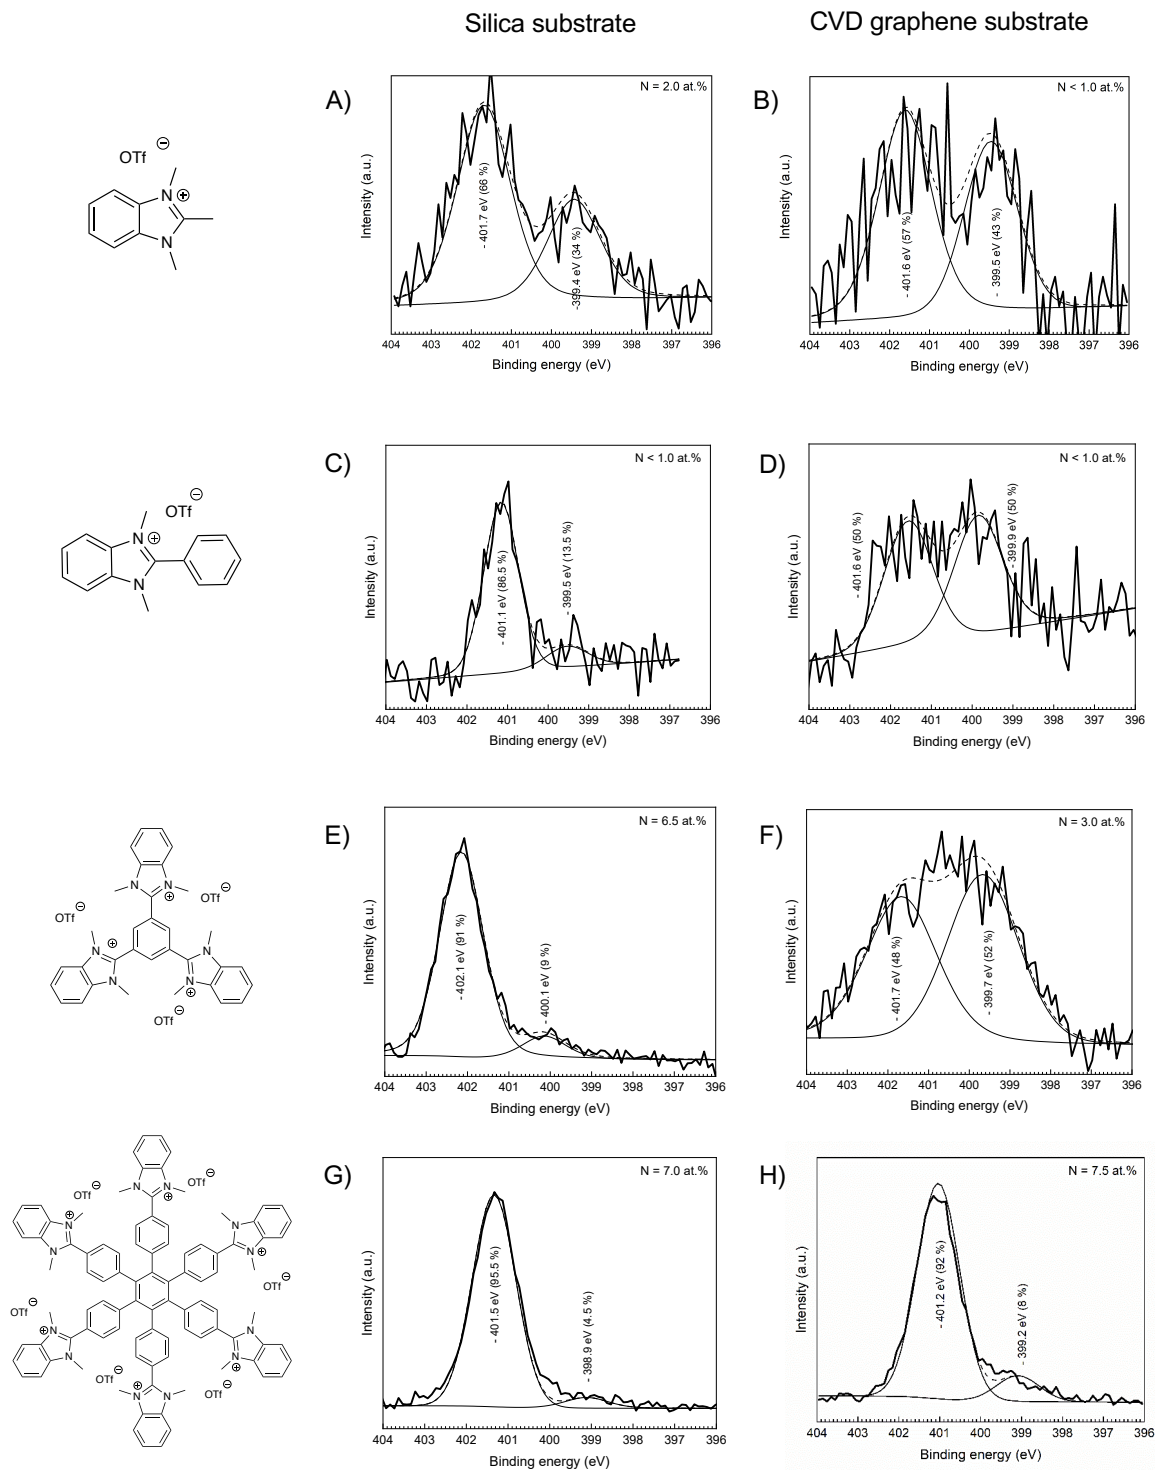 Silica substrate
CVD graphene substrate
A)
N = 2.0 at.%
- 401.7 eV (66 %)
-399.4 eV (34 %)
Intensity (a.u.)
404 403 402 401 400 399 398 397 396
Binding energy (eV)
B)
N < 1.0 at.%
- 401.6 eV (57 %)
- 399.5 eV (43 %)
Intensity (a.u.)
404 403 402 401 400 399 398 397 396
Binding energy (eV)
OTf ⊖
N ⊕
N
C)
N < 1.0 at.%
- 401.1 eV (86.5 %)
- 399.5 eV (13.5 %)
Intensity (a.u.)
404 403 402 401 400 399 398 397 396
Binding energy (eV)
D)
N < 1.0 at.%
- 401.6 eV (50 %)
- 399.9 eV (50 %)
Intensity (a.u.)
404 403 402 401 400 399 398 397 396
Binding energy (eV)
OTf ⊖
N ⊕
N
E)
N = 6.5 at.%
- 402.1 eV (91 %)
- 400.1 eV (9 %)
Intensity (a.u.)
404 403 402 401 400 399 398 397 396
Binding energy (eV)
F)
N = 3.0 at.%
- 401.7 eV (48 %)
- 399.7 eV (52 %)
Intensity (a.u.)
404 403 402 401 400 399 398 397 396
Binding energy (eV)
N N ⊕
OTf ⊖
OTf ⊖
N ⊕ N
N N ⊕
OTf ⊖
G)
N = 7.0 at.%
- 401.5 eV (95.5 %)
- 398.9 eV (4.5 %)
Intensity (a.u.)
404 403 402 401 400 399 398 397 396
Binding energy (eV)
H)
N = 7.5 at.%
- 401.2 eV (92 %)
- 399.2 eV (8 %)
Intensity (a.u.)
404 403 402 401 400 399 398 397 396
Binding energy (eV)
N N ⊕
OTf ⊖
OTf ⊖
N ⊕ N
N N ⊕
OTf ⊖
OTf ⊖
N ⊕ N
N N ⊕
OTf ⊖
OTf ⊖
N ⊕ N